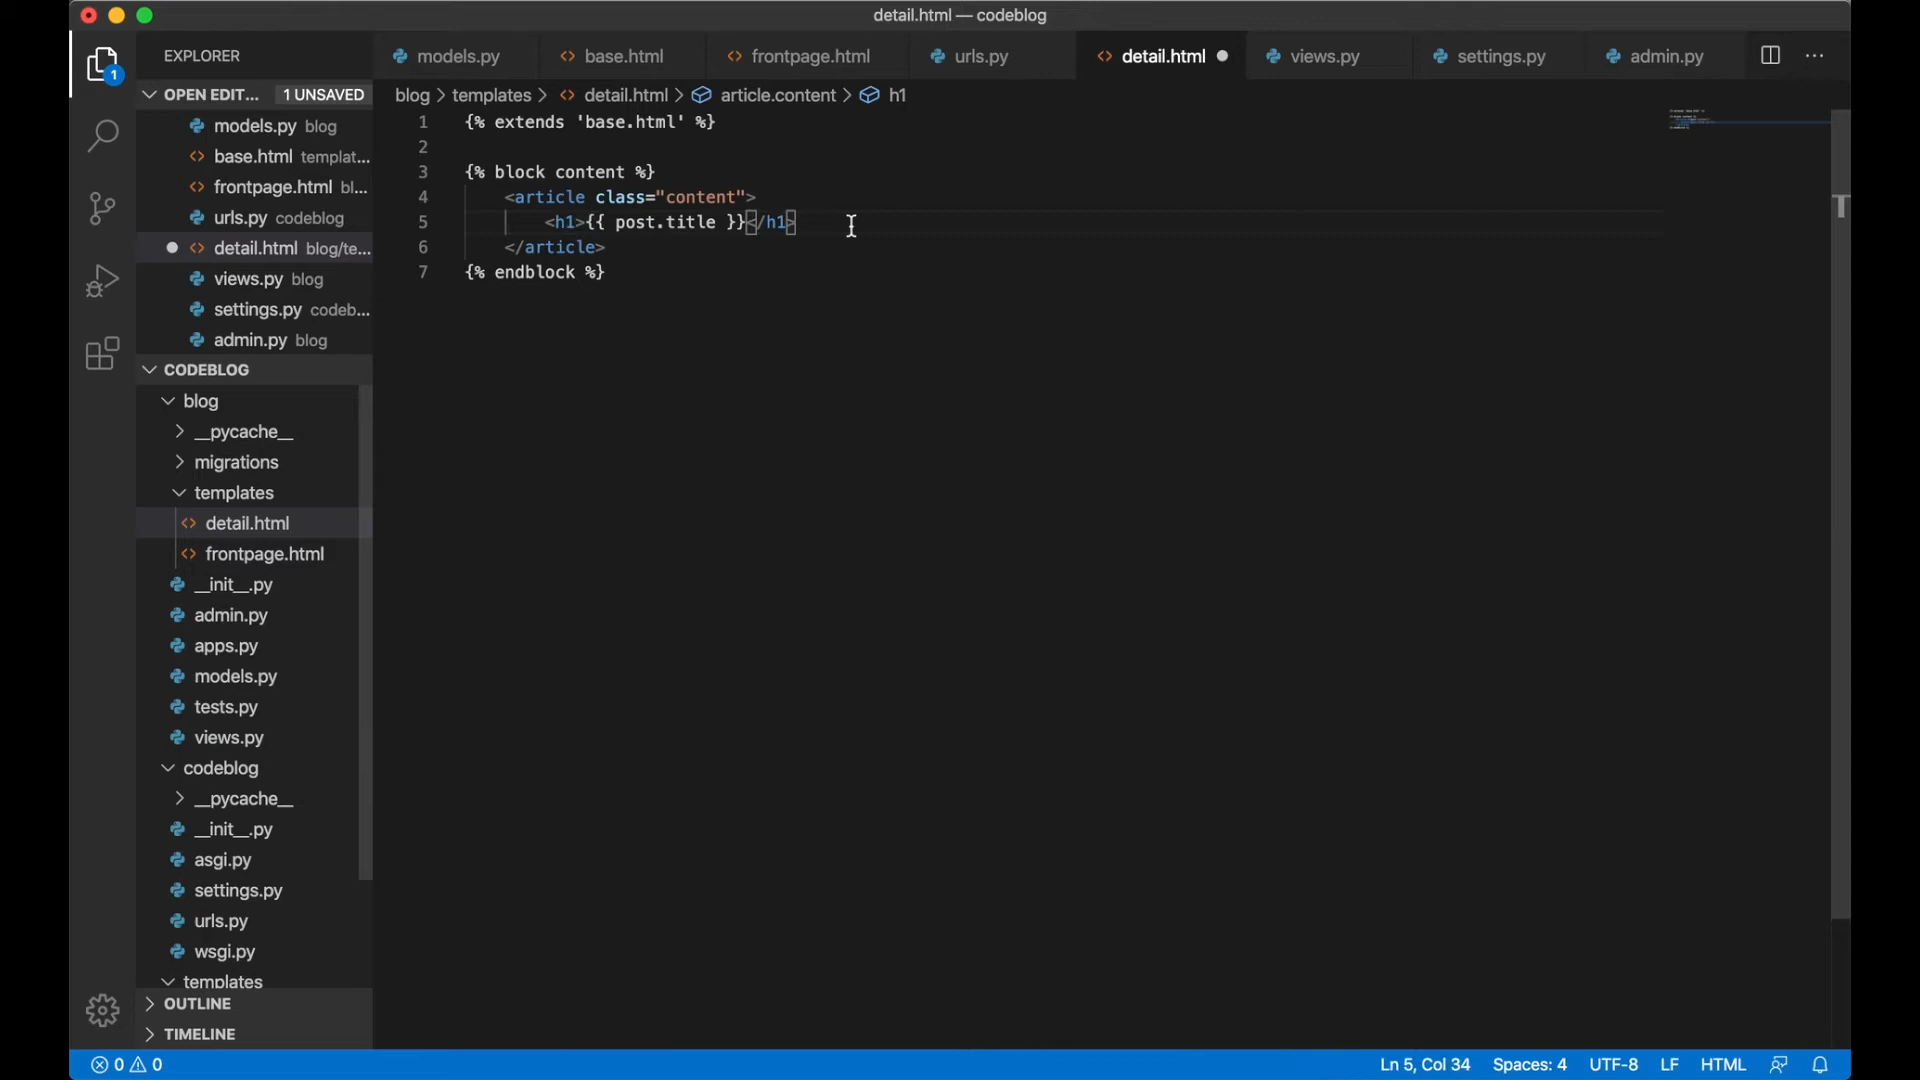 detail.html — codeblog
EXPLORER
models.py
base.html
frontpage.html
urls.py
detail.html
views.py
settings.py
admin.py
1
OPEN EDIT... 1 UNSAVED
models.py blog
base.html templat...
frontpage.html bl...
urls.py codeblog
detail.html blog/te...
views.py blog
settings.py codeb...
admin.py blog
CODEBLOG
blog
__pycache__
migrations
templates
detail.html
frontpage.html
__init__.py
admin.py
apps.py
models.py
tests.py
views.py
codeblog
__pycache__
__init__.py
asgi.py
settings.py
urls.py
wsgi.py
templates
OUTLINE
TIMELINE
blog > templates > detail.html > article.content > h1
1 {% extends 'base.html' %}
2
3 {% block content %}
4 <article class="content">
5 <h1>{{ post.title }}</h1>
6 </article>
7 {% endblock %}
0 0
Ln 5, Col 34 Spaces: 4 UTF-8 LF HTML